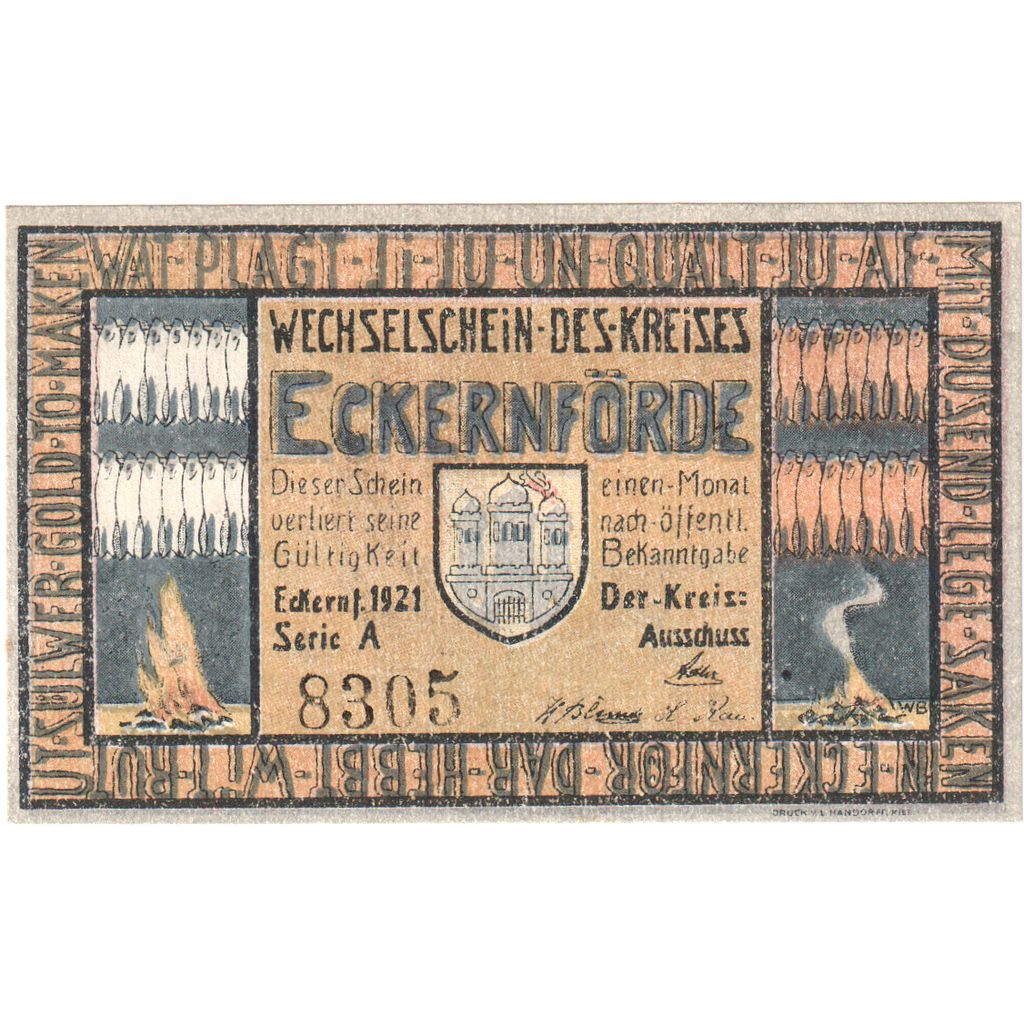 WAT·PLAGT·Ji·JU·UN·QUÄLT·JU·AF·
MIT·DUSEND·LEGE·SAKEN
IN·ECKERNFÖR·DAR·HEBBT·WI'T·RUT
UT·SULWER·GOLD·TO·MAKEN
WECHSELSCHEiN·DES·KREiSES
ECKERNFÖRDE
Dieser Schein einen-Monat
verliert seine nach-öffentl.
Gültigkeit Bekanntgabe
Eckernf. 1921 Der-Kreis=
Serie A Ausschuss
8305
WB
DRUCK V. L. HANDORFF, KIEL